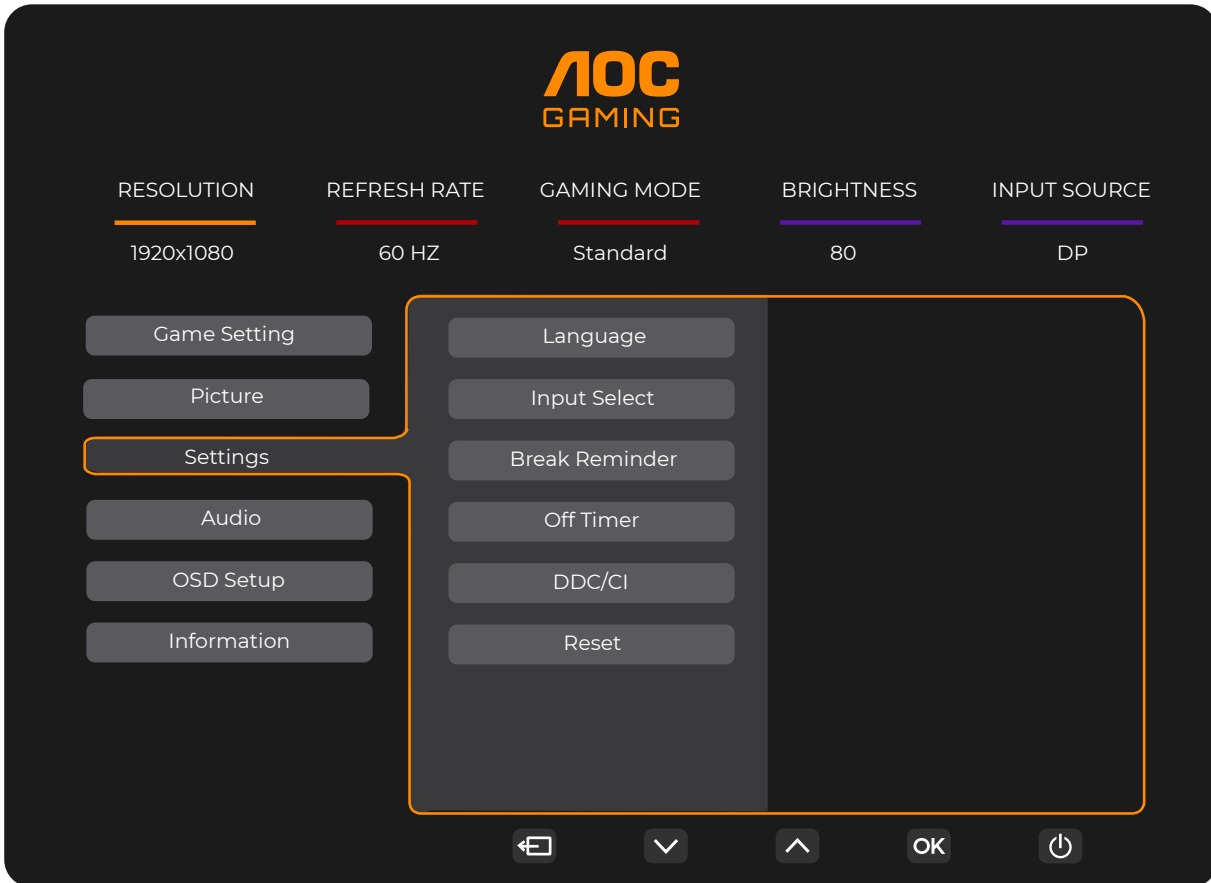 AOC
GAMING
RESOLUTION REFRESH RATE GAMING MODE BRIGHTNESS INPUT SOURCE
1920x1080 60 HZ Standard 80 DP
Game Setting
Picture
Settings
Audio
OSD Setup
Information
Language
Input Select
Break Reminder
Off Timer
DDC/CI
Reset
OK